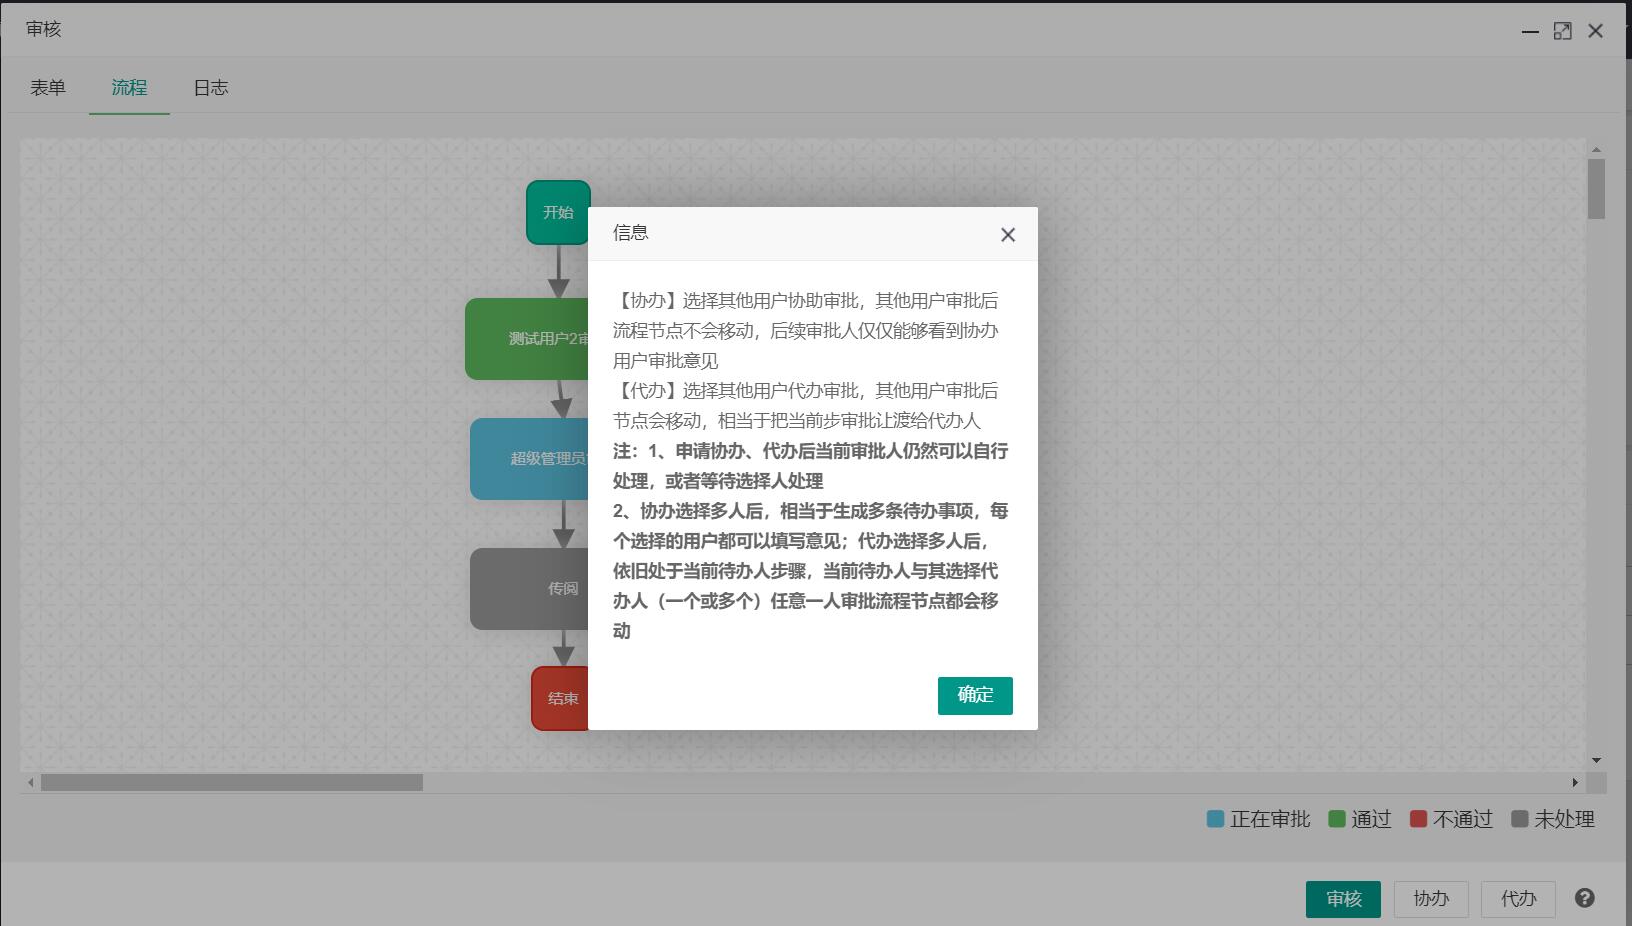 审核
表单 流程 日志
开始
测试用户2审
超级管理员
传阅
结束
信息
【协办】选择其他用户协助审批，其他用户审批后
流程节点不会移动，后续审批人仅仅能够看到协办
用户审批意见
【代办】选择其他用户代办审批，其他用户审批后
节点会移动，相当于把当前步审批让渡给代办人
注：1、申请协办、代办后当前审批人仍然可以自行
处理，或者等待选择人处理
2、协办选择多人后，相当于生成多条待办事项，每
个选择的用户都可以填写意见；代办选择多人后，
依旧处于当前待办人步骤，当前待办人与其选择代
办人（一个或多个）任意一人审批流程节点都会移
动
确定
正在审批 通过 不通过 未处理
审核 协办 代办